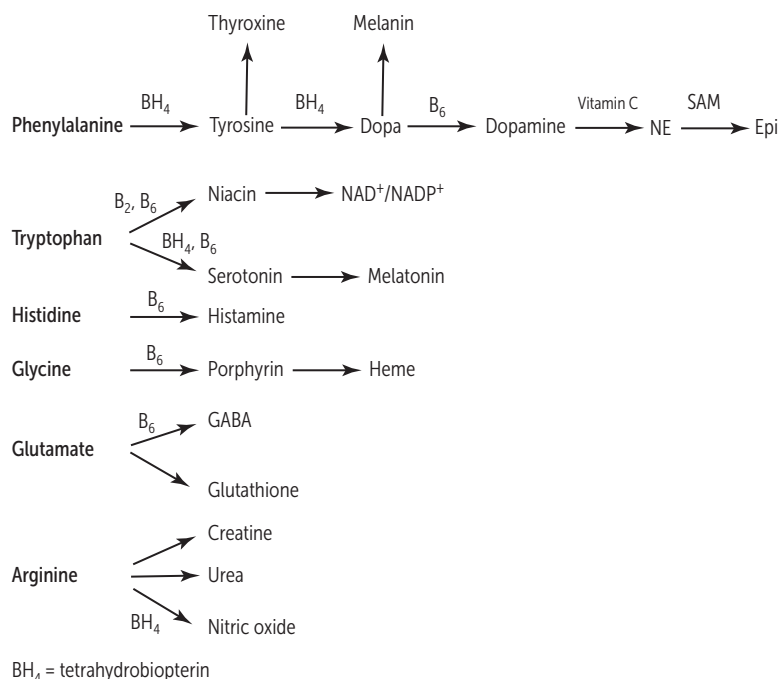 Thyroxine Melanin
BH₄ BH₄ B₆ Vitamin C SAM
Phenylalanine Tyrosine Dopa Dopamine NE Epi
B₂, B₆ Niacin NAD⁺/NADP⁺
Tryptophan
BH₄, B₆
Serotonin Melatonin
B₆
Histidine Histamine
B₆
Glycine Porphyrin Heme
B₆ GABA
Glutamate
Glutathione
Creatine
Arginine Urea
BH₄ Nitric oxide
BH₄ = tetrahydrobiopterin